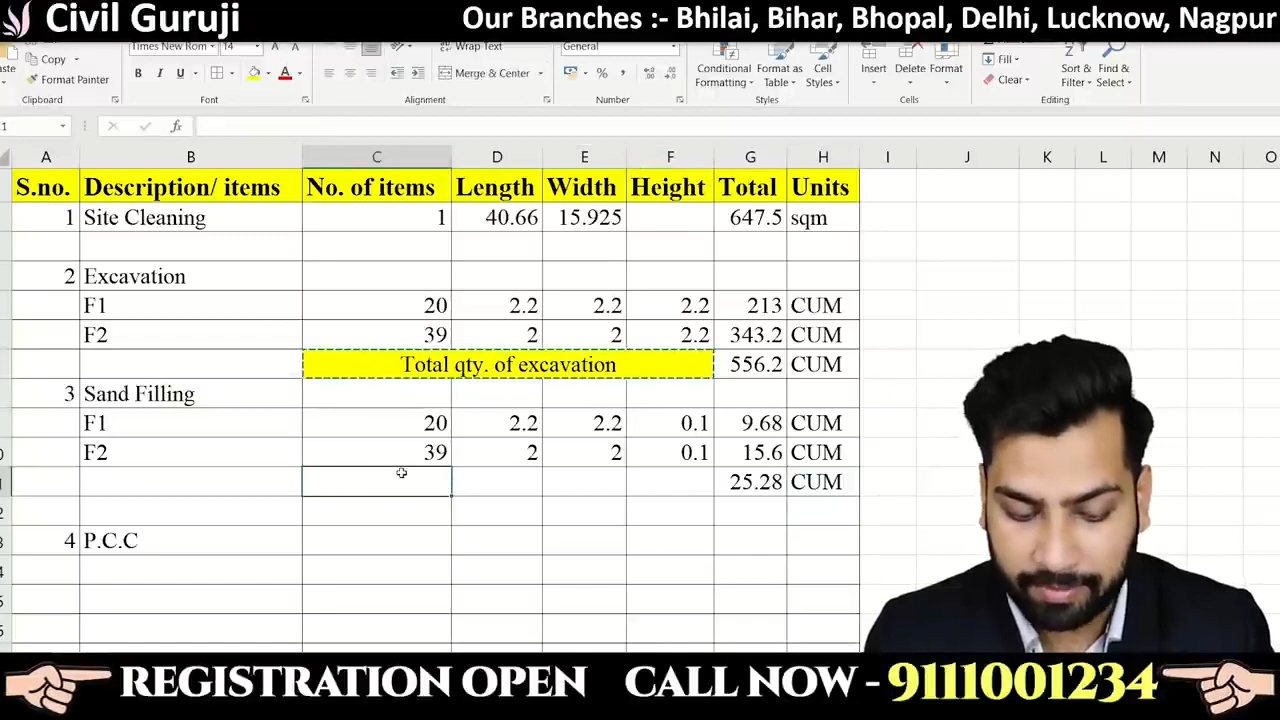 Civil Guruji
Our Branches :- Bhilai, Bihar, Bhopal, Delhi, Lucknow, Nagpur
Copy
Format Painter
Clipboard
Times New Rom
14
B I U
A
Font
Wrap Text
Merge & Center
Alignment
General
%
Number
Conditional Formatting
Format as Table
Cell Styles
Styles
Insert
Delete
Format
Cells
Fill
Clear
Sort & Filter
Find & Select
Editing
fx
A B C D E F G H I J K L M N O
S.no. Description/ items No. of items Length Width Height Total Units
1 Site Cleaning 1 40.66 15.925 647.5 sqm
2 Excavation
F1 20 2.2 2.2 2.2 213 CUM
F2 39 2 2 2.2 343.2 CUM
Total qty. of excavation 556.2 CUM
3 Sand Filling
F1 20 2.2 2.2 0.1 9.68 CUM
F2 39 2 2 0.1 15.6 CUM
25.28 CUM
4 P.C.C
REGISTRATION OPEN CALL NOW - 9111001234